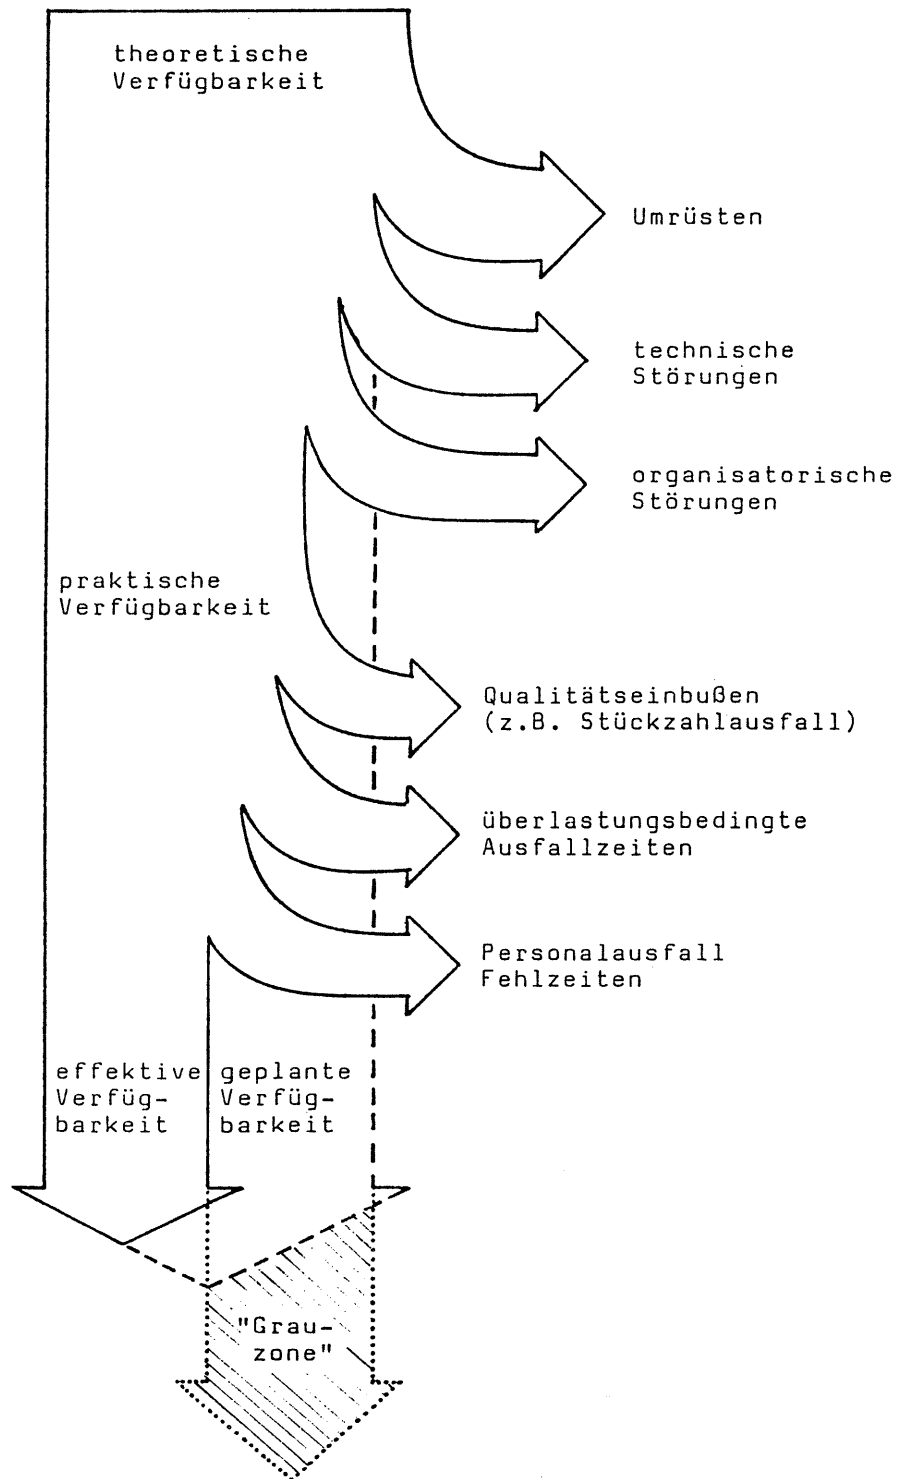 theoretische
Verfügbarkeit
Umrüsten
technische
Störungen
organisatorische
Störungen
praktische
Verfügbarkeit
Qualitätseinbußen
(z.B. Stückzahlausfall)
überlastungsbedingte
Ausfallzeiten
Personalausfall
Fehlzeiten
effektive
Verfüg-
barkeit
geplante
Verfüg-
barkeit
"Grau-
zone"